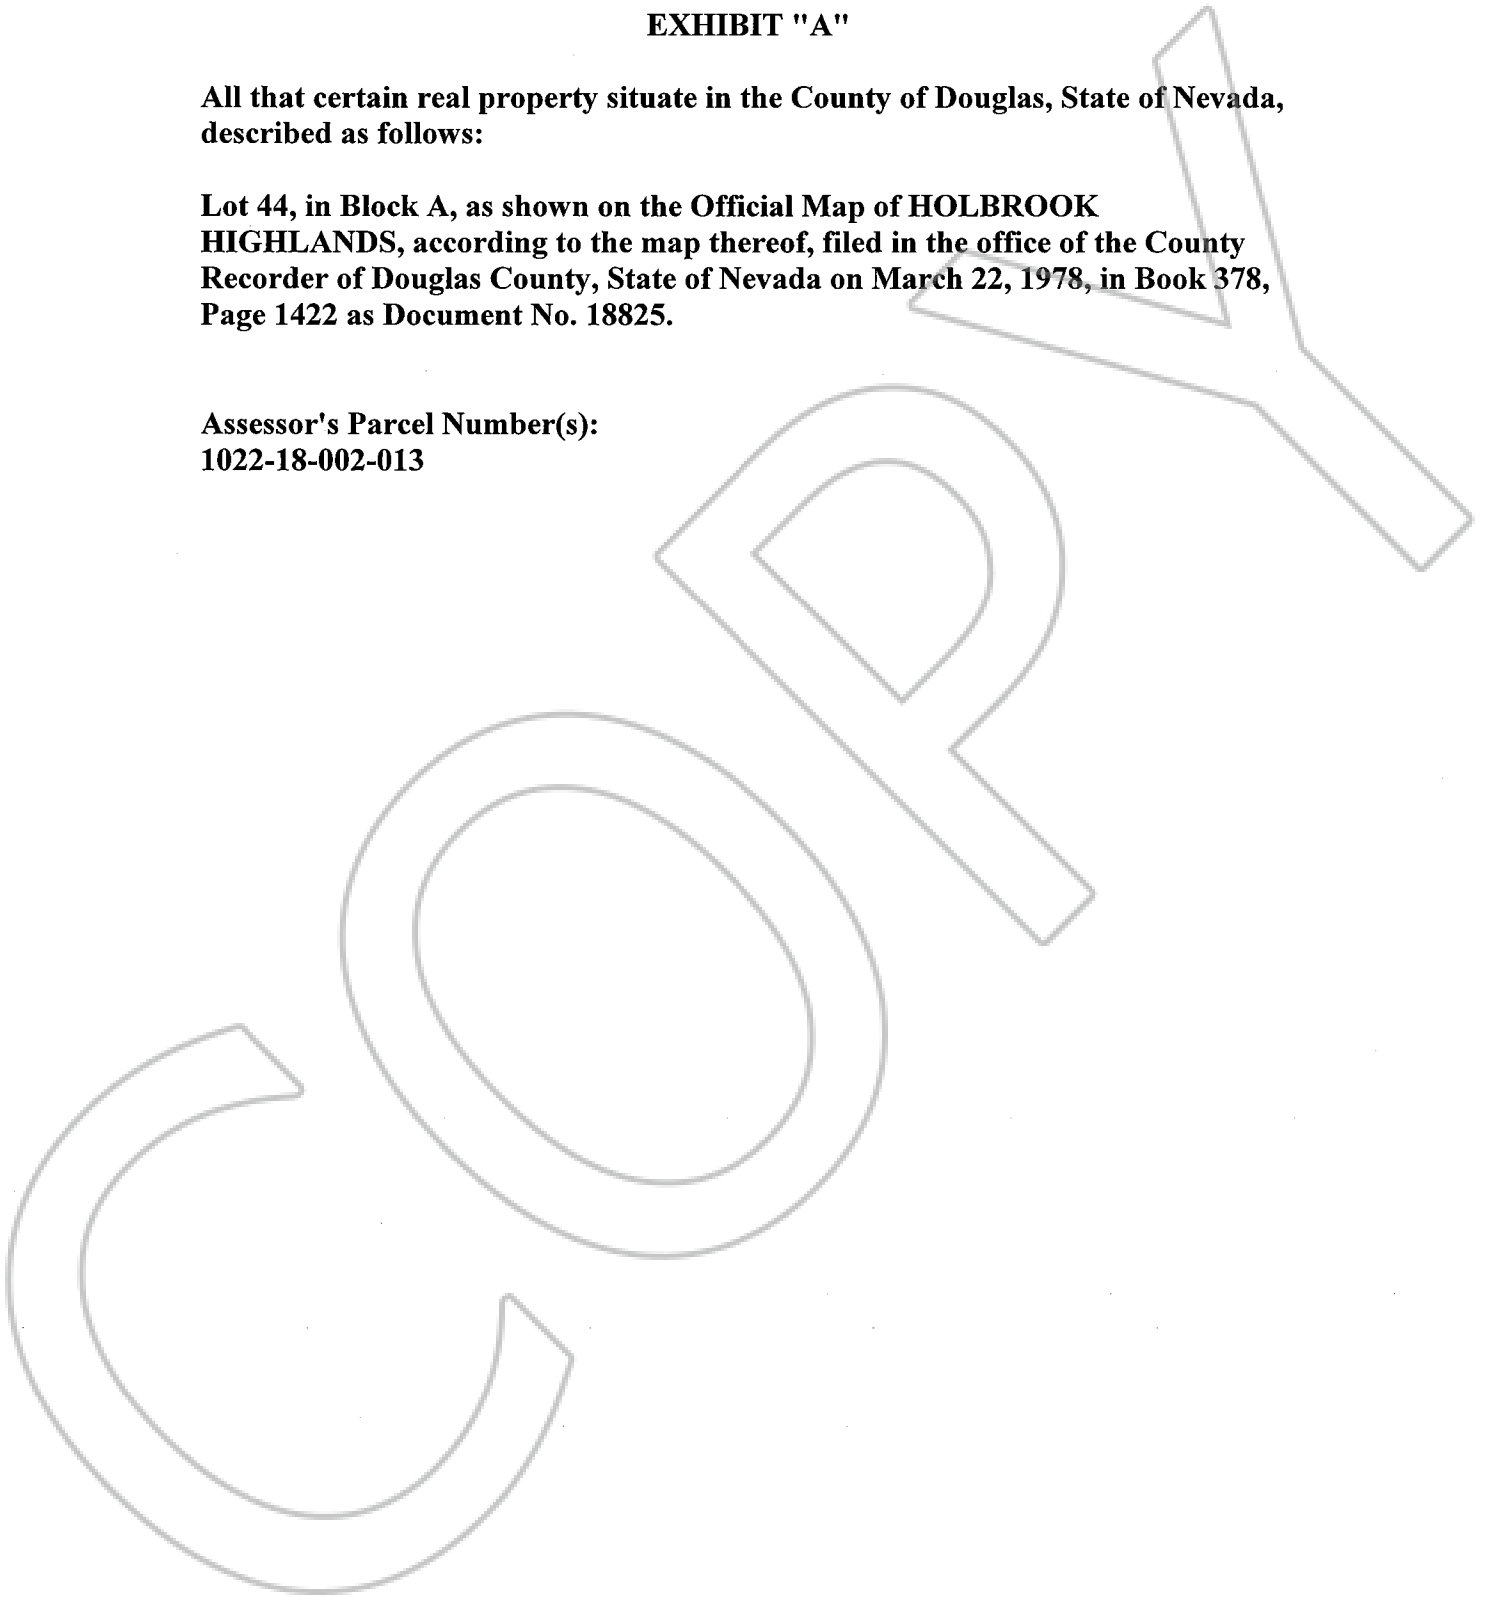 EXHIBIT "A"
All that certain real property situate in the County of Douglas, State of Nevada,
described as follows:
Lot 44, in Block A, as shown on the Official Map of HOLBROOK
HIGHLANDS, according to the map thereof, filed in the office of the County
Recorder of Douglas County, State of Nevada on March 22, 1978, in Book 378,
Page 1422 as Document No. 18825.
Assessor's Parcel Number(s):
1022-18-002-013
COPY